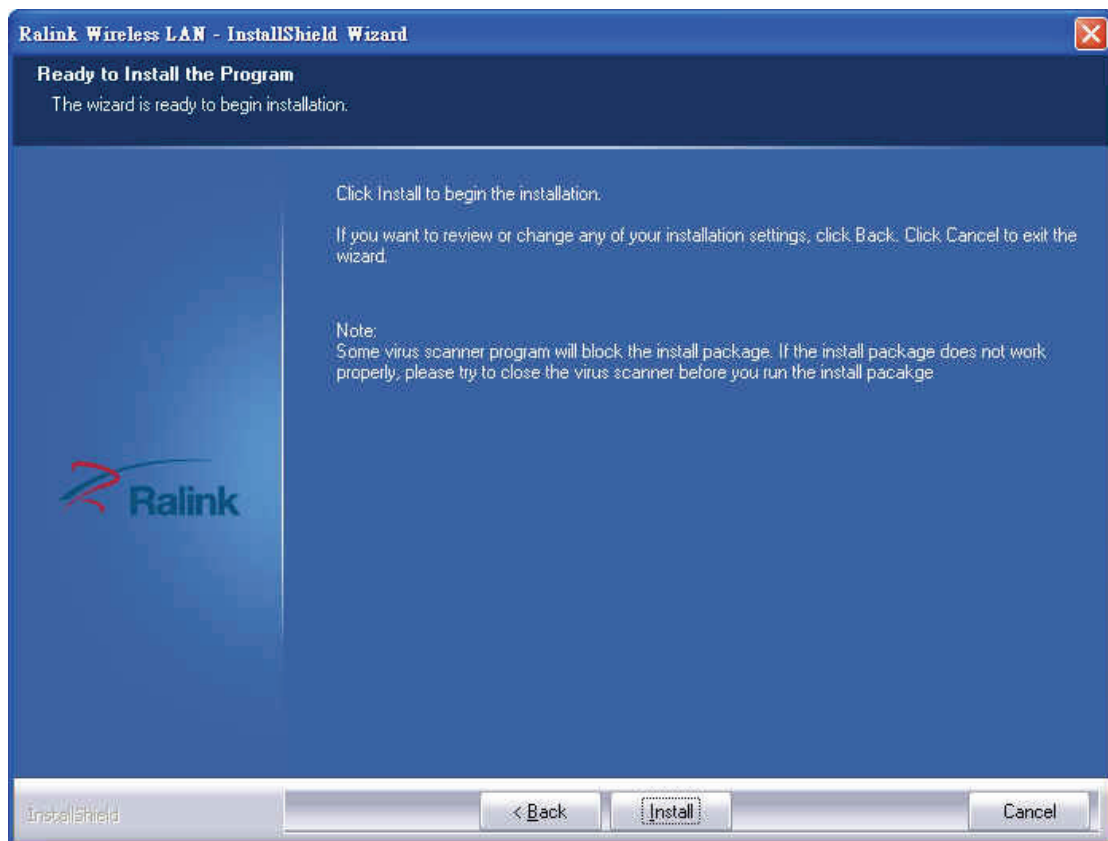 Ralink Wireless LAN - InstallShield Wizard
Ready to Install the Program
The wizard is ready to begin installation.
Click Install to begin the installation.
If you want to review or change any of your installation settings, click Back. Click Cancel to exit the
wizard.
Note:
Some virus scanner program will block the install package. If the install package does not work
properly, please try to close the virus scanner before you run the install pacakge
Ralink
InstallShield
< Back
Install
Cancel